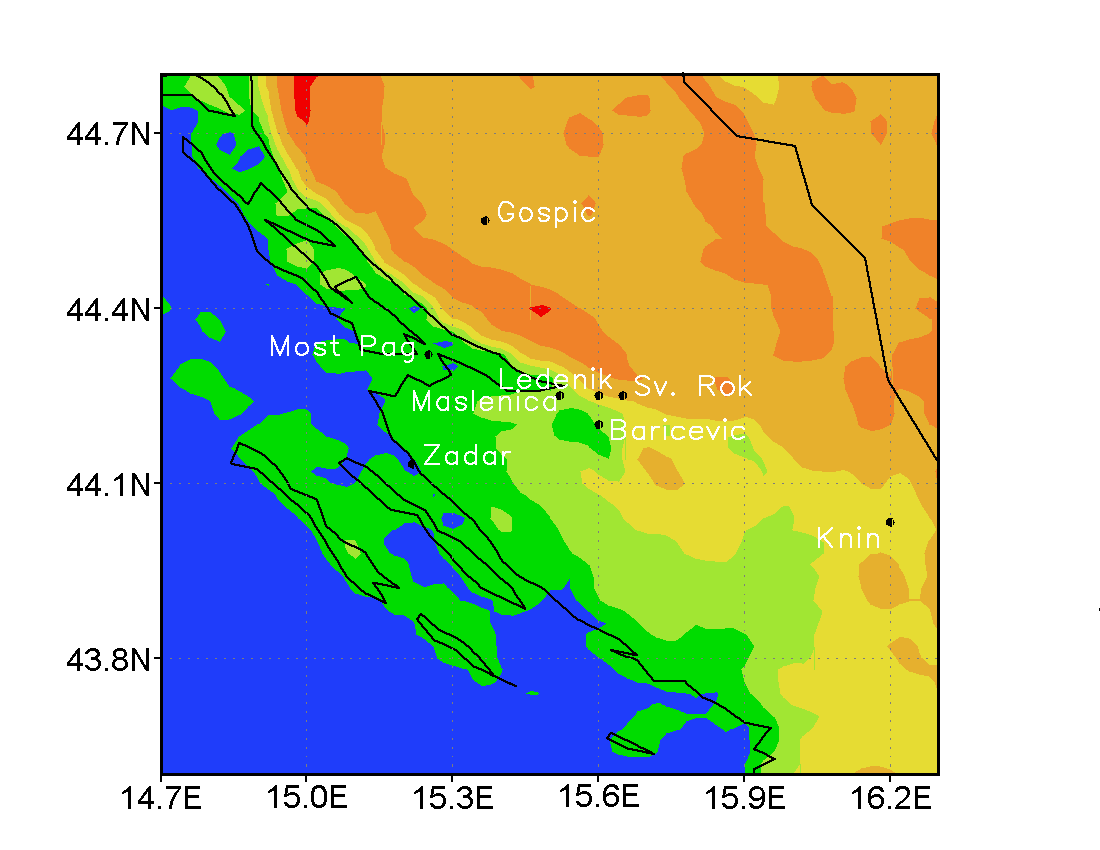 44.7N
Gospic
44.4N
Most Pag
Ledenik
Sv. Rok
Maslenica
Baricevic
Zadar
44.1N
Knin
43.8N
14.7E 15.0E 15.3E 15.6E 15.9E 16.2E